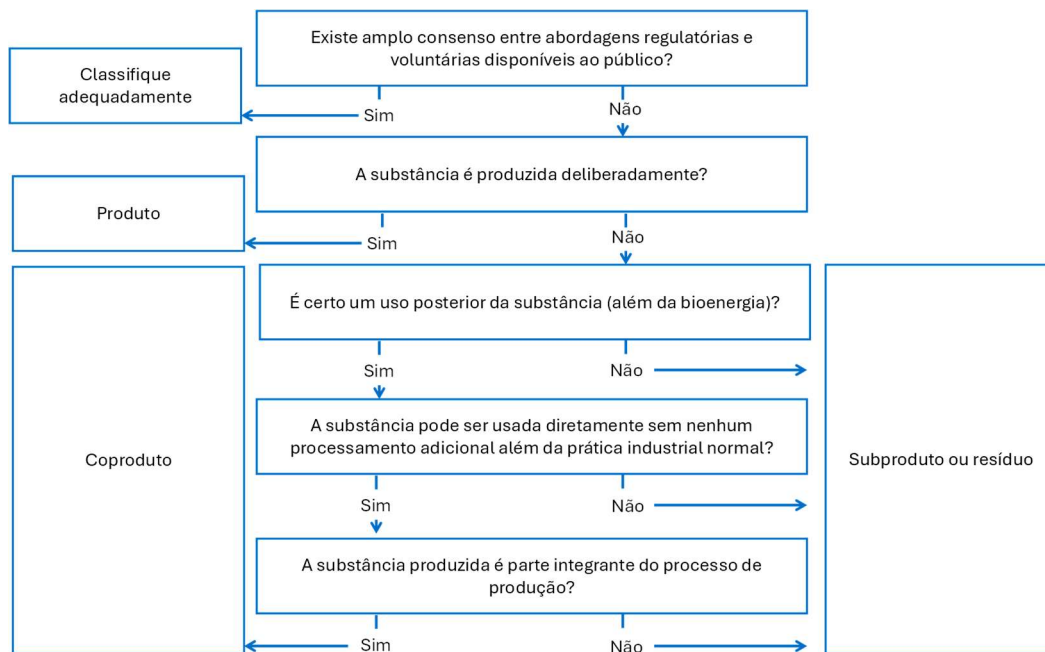 Existe amplo consenso entre abordagens regulatórias e
voluntárias disponíveis ao público?
Classifique
adequadamente
Sim
Não
A substância é produzida deliberadamente?
Produto
Sim
Não
É certo um uso posterior da substância (além da bioenergia)?
Sim
Não
A substância pode ser usada diretamente sem nenhum
processamento adicional além da prática industrial normal?
Coproduto
Subproduto ou resíduo
Sim
Não
A substância produzida é parte integrante do processo de
produção?
Sim
Não